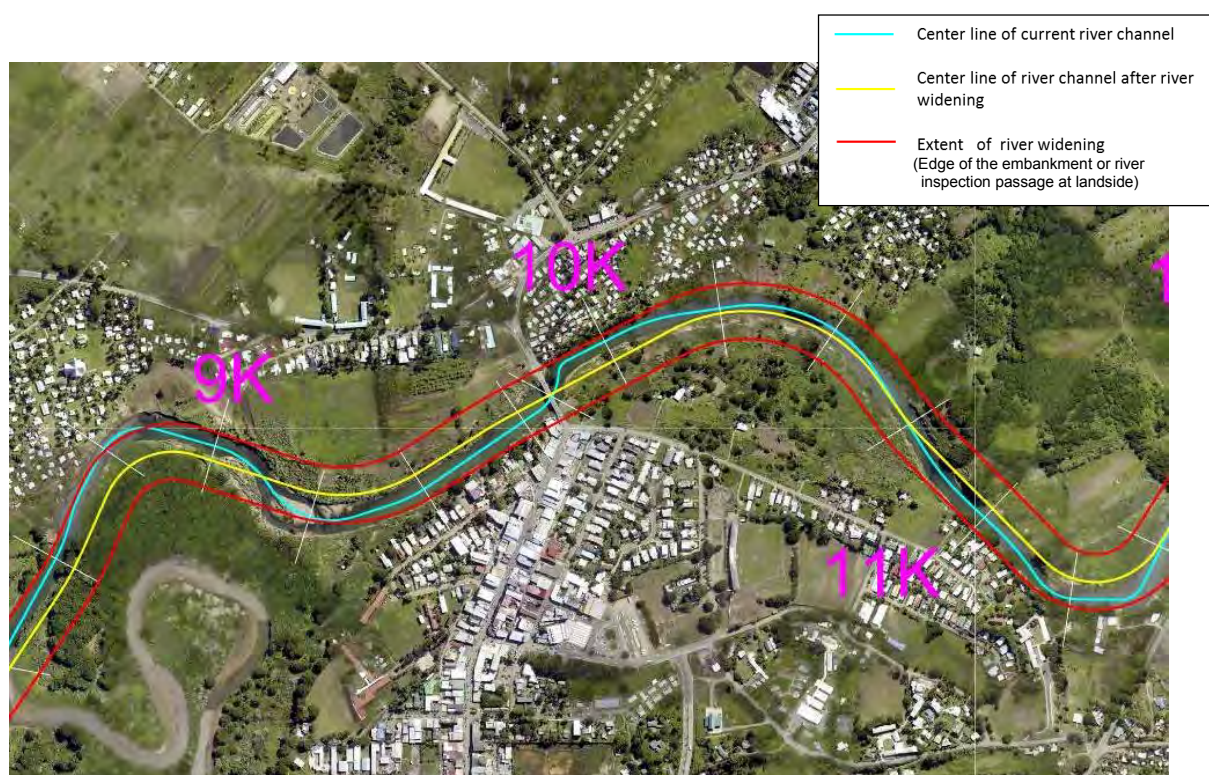 Center line of current river channel
Center line of river channel after river
widening
Extent of river widening
(Edge of the embankment or river
inspection passage at landside)
10K
1
9K
11K